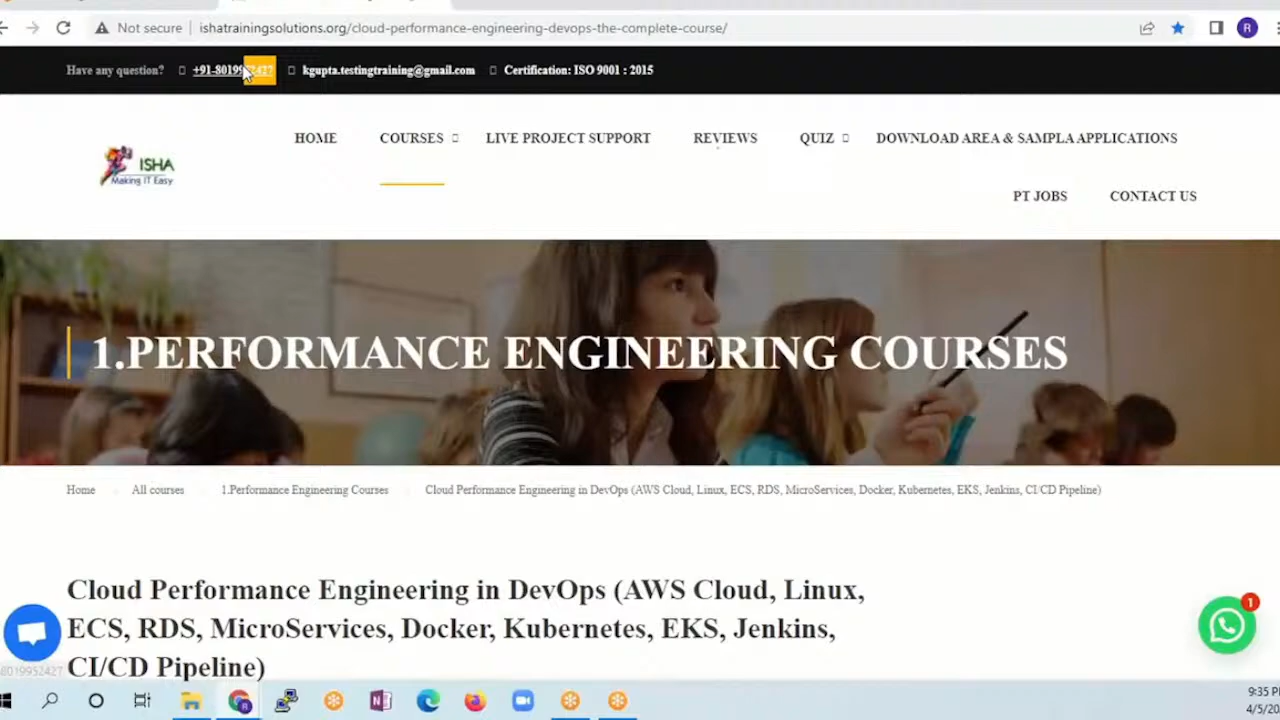 Not secure
ishatrainingsolutions.org/cloud-performance-engineering-devops-the-complete-course/
R
Have any question? +91-8019952427 kgupta.testingtraining@gmail.com Certification: ISO 9001 : 2015
ISHA
Making IT Easy
HOME COURSES LIVE PROJECT SUPPORT REVIEWS QUIZ DOWNLOAD AREA & SAMPLA APPLICATIONS
PT JOBS CONTACT US
1.PERFORMANCE ENGINEERING COURSES
Home All courses 1.Performance Engineering Courses Cloud Performance Engineering in DevOps (AWS Cloud, Linux, ECS, RDS, MicroServices, Docker, Kubernetes, EKS, Jenkins, CI/CD Pipeline)
Cloud Performance Engineering in DevOps (AWS Cloud, Linux,
ECS, RDS, MicroServices, Docker, Kubernetes, EKS, Jenkins,
CI/CD Pipeline)
1
8019952427
9:35
4/5/20